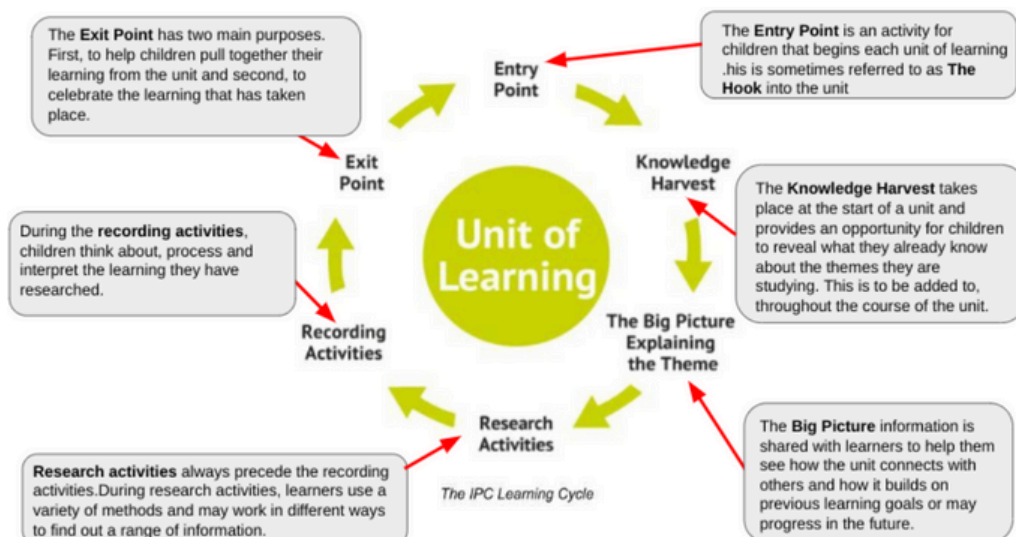 The Exit Point has two main purposes.
First, to help children pull together their
learning from the unit and second, to
celebrate the learning that has taken
place.
Entry
Point
The Entry Point is an activity for
children that begins each unit of learning
.his is sometimes referred to as The
Hook into the unit
Exit
Point
Knowledge
Harvest
The Knowledge Harvest takes
place at the start of a unit and
provides an opportunity for children
to reveal what they already know
about the themes they are
studying. This is to be added to,
throughout the course of the unit.
During the recording activities,
children think about, process and
interpret the learning they have
researched.
Unit of
Learning
Recording
Activities
The Big Picture
Explaining
the Theme
Research
Activities
The Big Picture information is
shared with learners to help them
see how the unit connects with
others and how it builds on
previous learning goals or may
progress in the future.
Research activities always precede the recording
activities.During research activities, learners use a
variety of methods and may work in different ways
to find out a range of information.
The IPC Learning Cycle